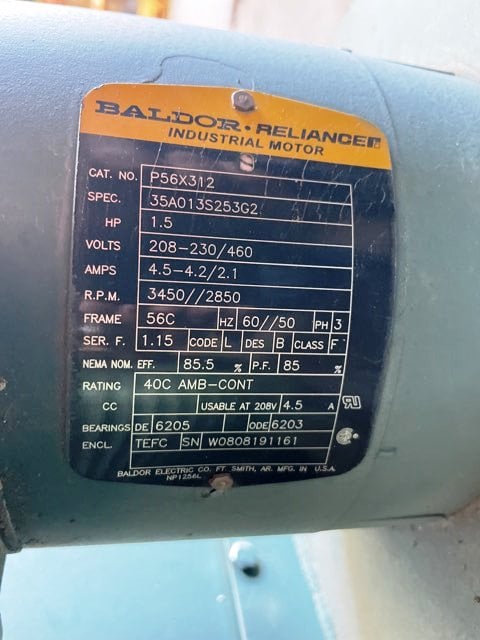 BALDOR • RELIANCER
INDUSTRIAL MOTOR
CAT. NO. P56X312
SPEC. 35A013S253G2
HP 1.5
VOLTS 208-230/460
AMPS 4.5-4.2/2.1
R.P.M. 3450//2850
FRAME 56C HZ 60//50 PH 3
SER. F. 1.15 CODE L DES B CLASS F
NEMA NOM. EFF. 85.5 % P.F. 85 %
RATING 40C AMB-CONT
CC USABLE AT 208V 4.5 A
BEARINGS DE 6205 ODE 6203
ENCL. TEFC SN W0808191161
BALDOR ELECTRIC CO. FT. SMITH, AR. MFG. IN U.S.A.
NP1256L